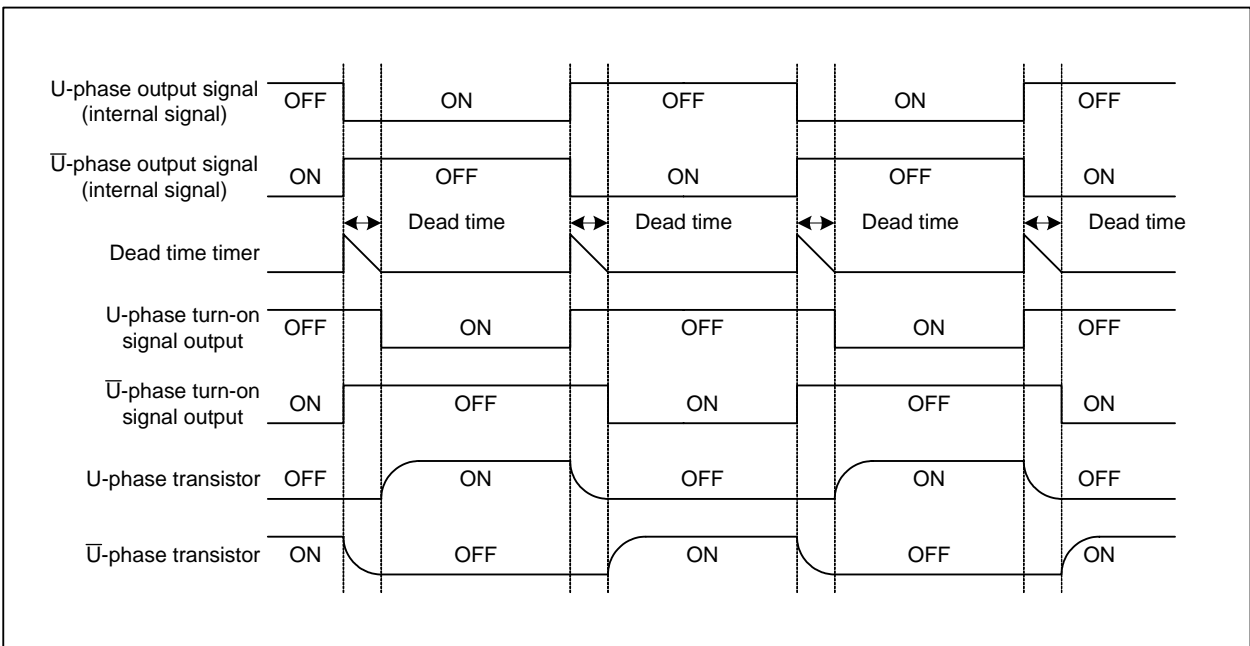 U-phase output signal
(internal signal)
OFF ON OFF ON OFF
U̅-phase output signal
(internal signal)
ON OFF ON OFF ON
Dead time Dead time Dead time Dead time
Dead time timer
U-phase turn-on
signal output
OFF ON OFF ON OFF
U̅-phase turn-on
signal output
ON OFF ON OFF ON
U-phase transistor OFF ON OFF ON OFF
U̅-phase transistor ON OFF ON OFF ON